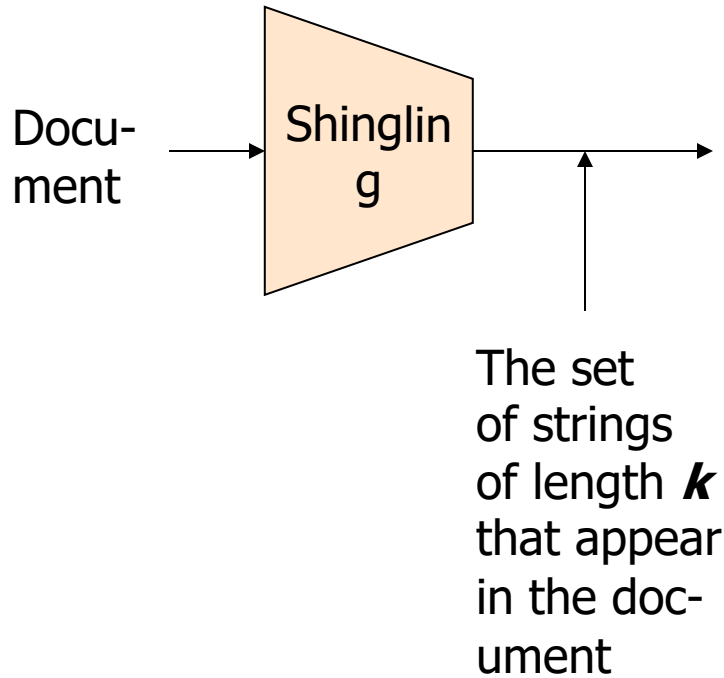 Docu-
ment
Shinglin
g
The set
of strings
of length k
that appear
in the doc-
ument